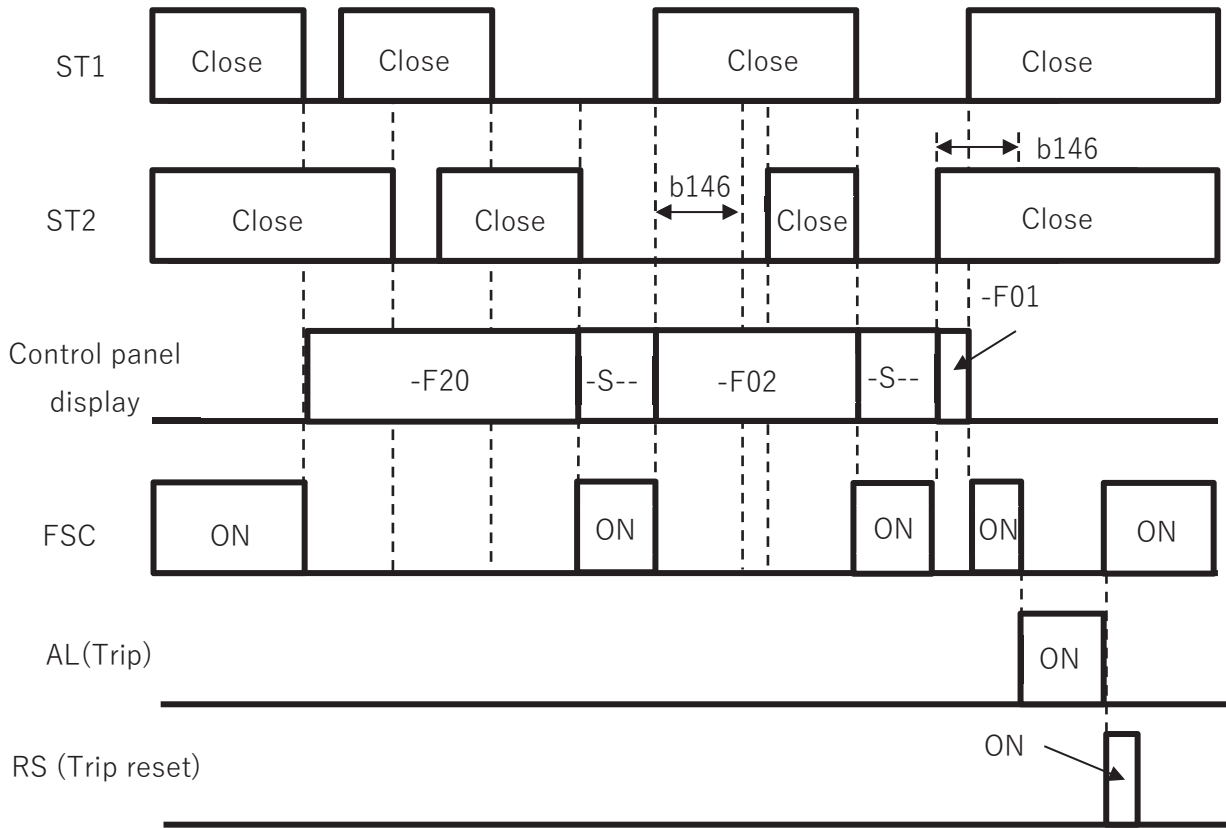 ST1
Close
Close
Close
Close
b146
ST2
Close
Close
b146
Close
Close
-F01
Control panel
display
-F20
-S--
-F02
-S--
FSC
ON
ON
ON
ON
ON
AL(Trip)
ON
RS (Trip reset)
ON